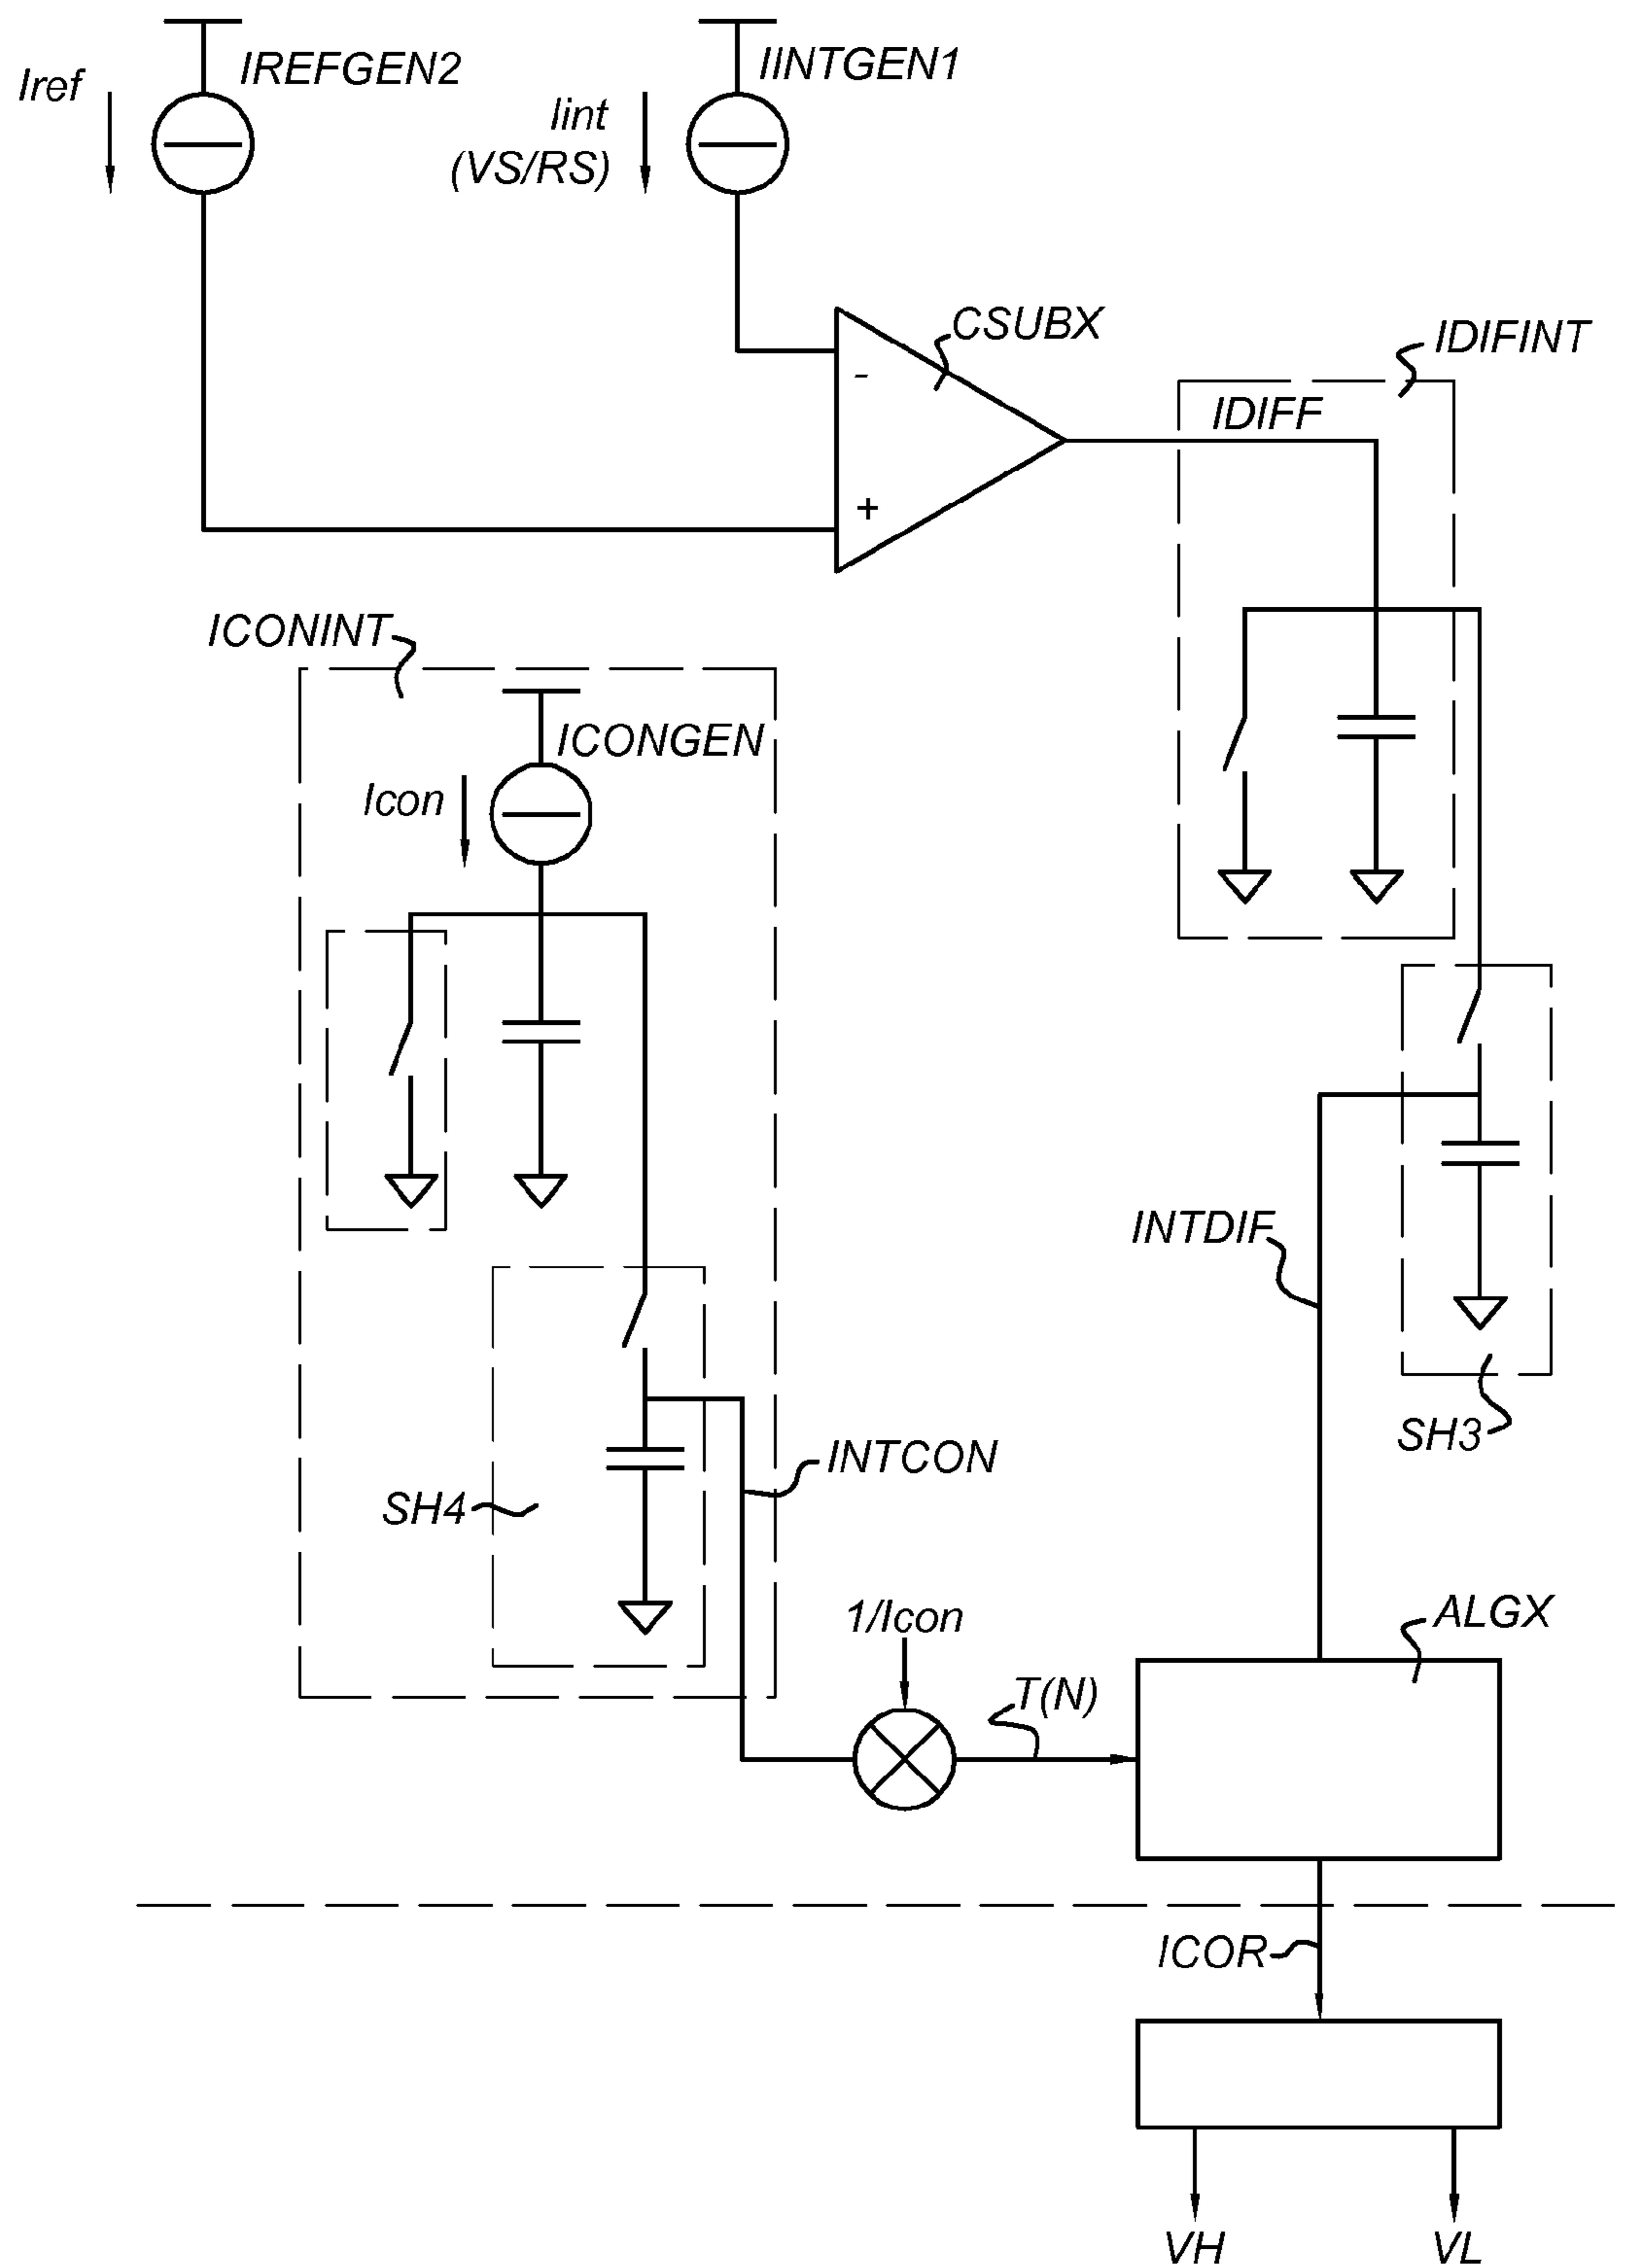 IREFGEN2
Iref
IINTGEN1
Iint
(VS/RS)
CSUBX
-
+
IDIFINT
IDIFF
ICONINT
ICONGEN
Icon
INTDIF
SH3
INTCON
SH4
1/Icon
T(N)
ALGX
ICOR
VH
VL